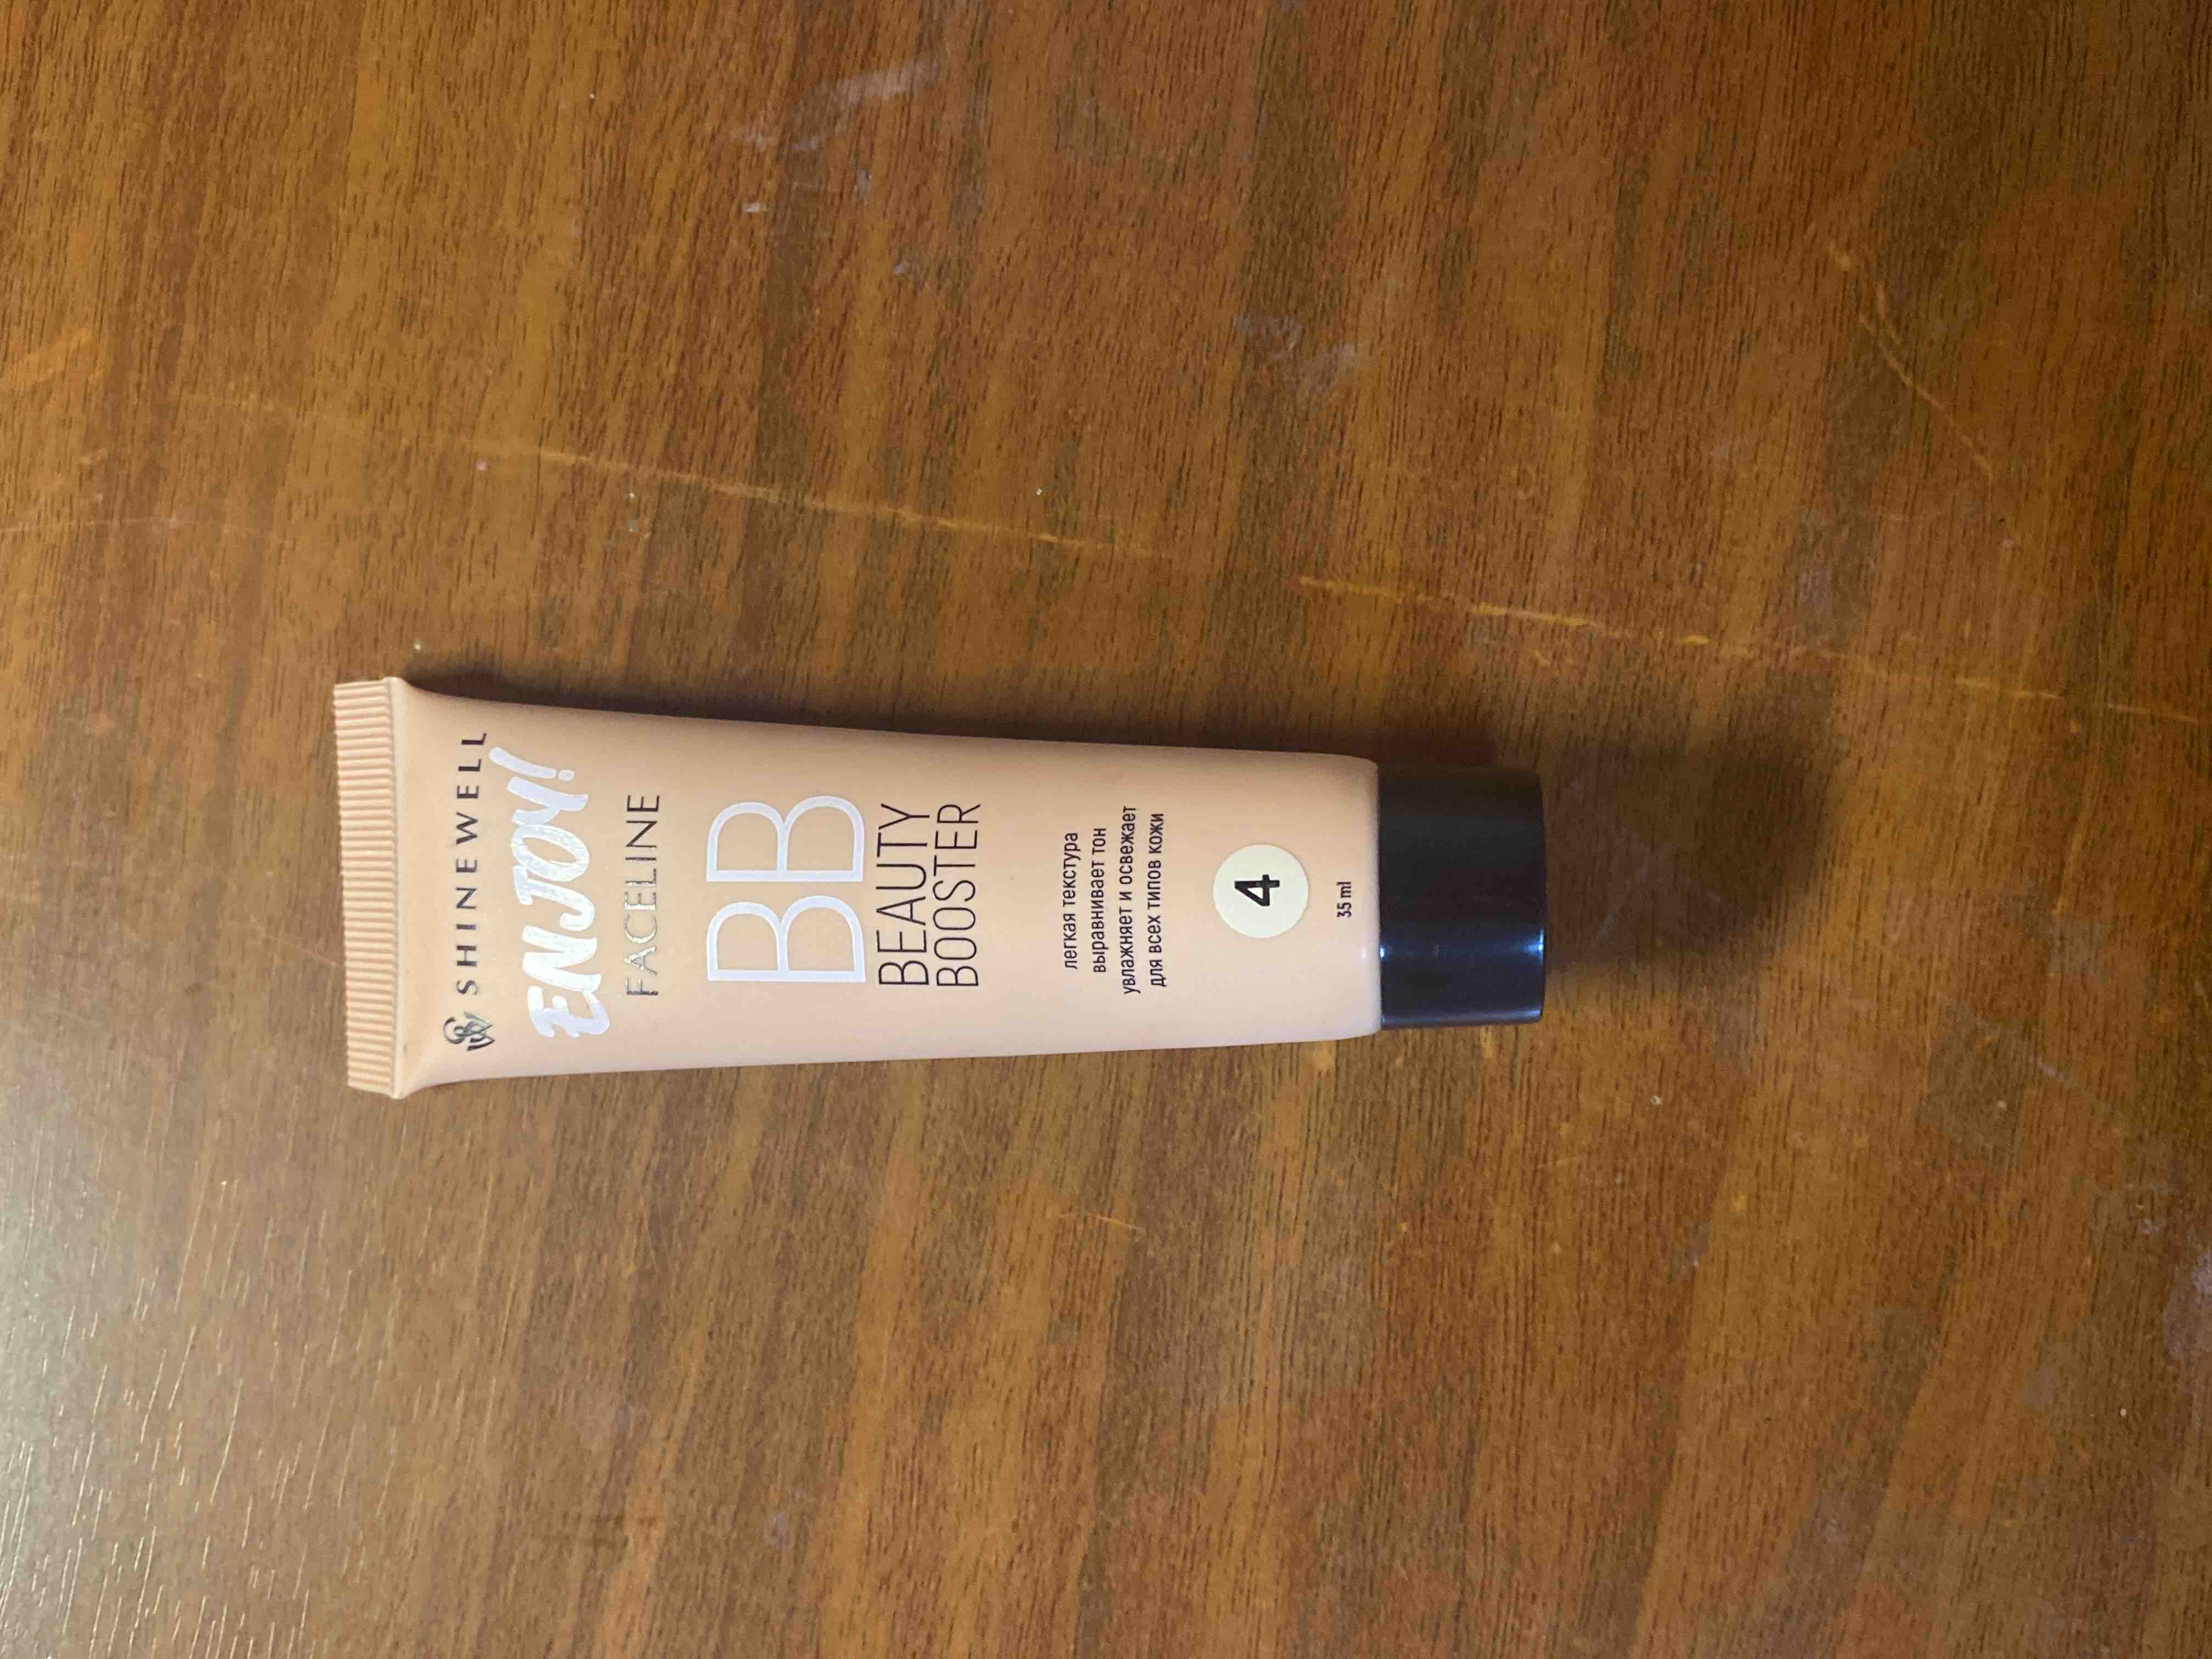 SHINEWELL
ENJOY!
FACELINE
BB
BEAUTY
BOOSTER
легкая текстура
выравнивает тон
увлажняет и освежает
для всех типов кожи
4
35 ml